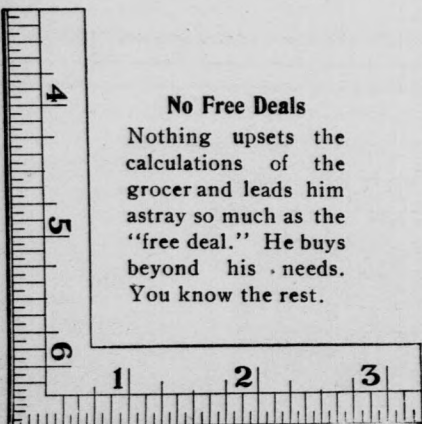 No Free Deals
Nothing upsets the
calculations of the
grocer and leads him
astray so much as the
"free deal." He buys
beyond his needs.
You know the rest.
4
5
6
1
2
3